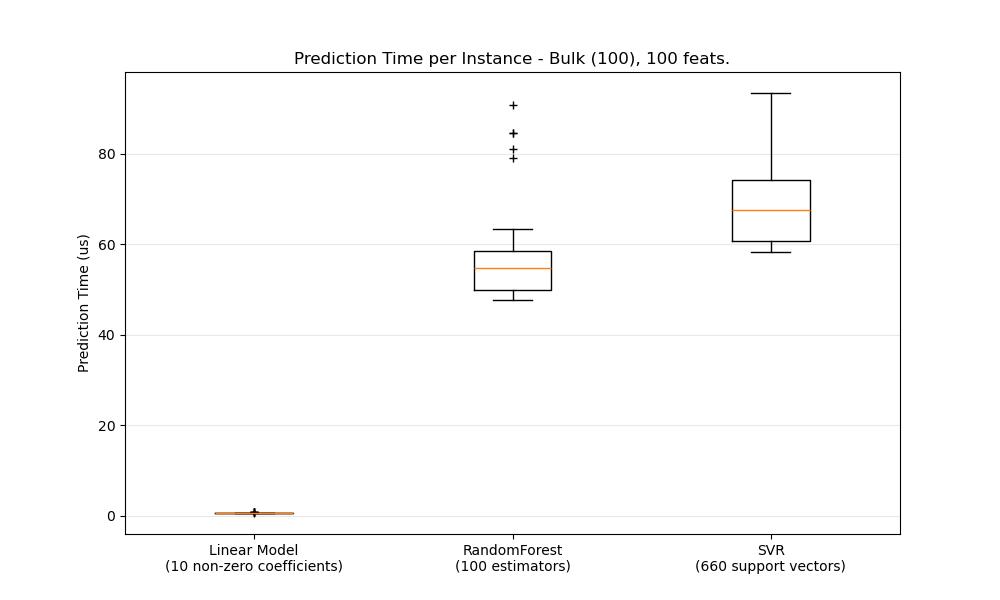 Prediction Time per Instance - Bulk (100), 100 feats.
Prediction Time (us)
80
60
40
20
0
Linear Model
(10 non-zero coefficients)
RandomForest
(100 estimators)
SVR
(660 support vectors)